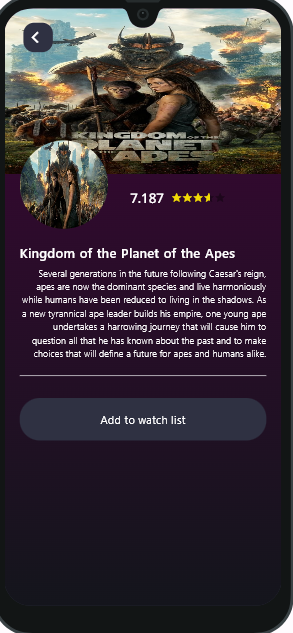 KINGDOM OF THE
PLANET OF THE
APES
7.187
Kingdom of the Planet of the Apes
Several generations in the future following Caesar's reign,
apes are now the dominant species and live harmoniously
while humans have been reduced to living in the shadows. As
a new tyrannical ape leader builds his empire, one young ape
undertakes a harrowing journey that will cause him to
question all that he has known about the past and to make
choices that will define a future for apes and humans alike.
Add to watch list